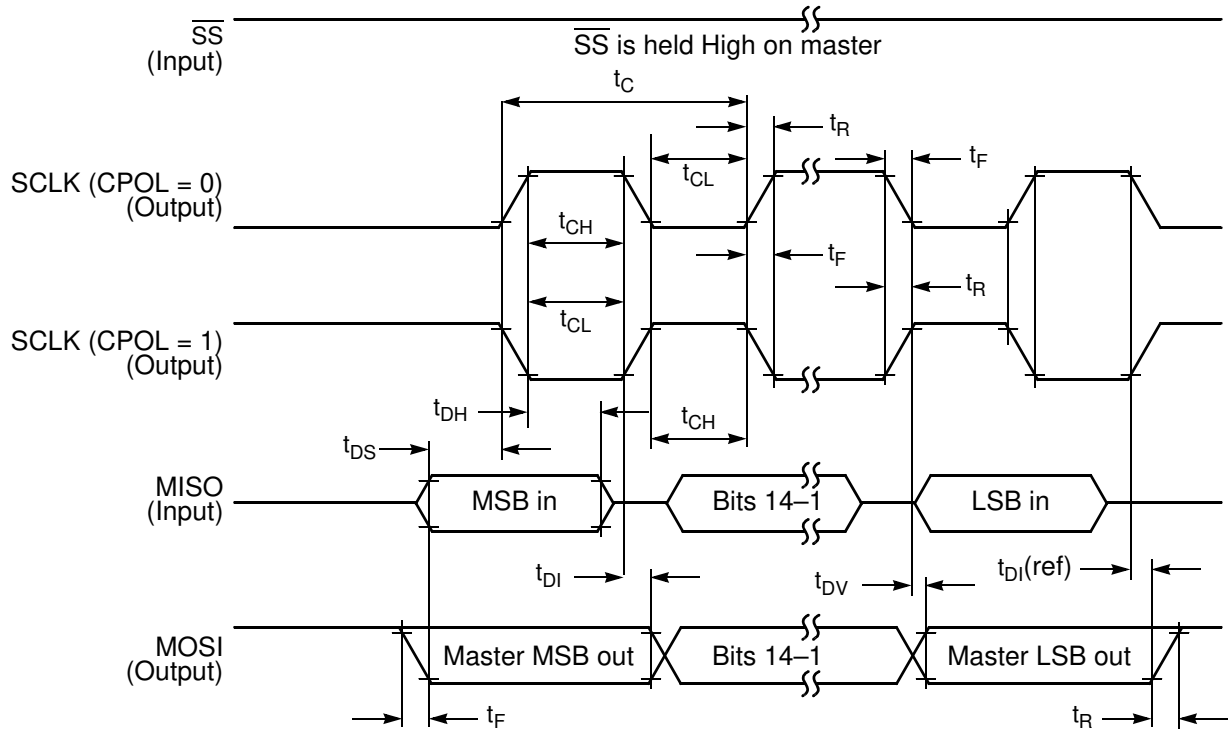 SS
(Input)
SS is held High on master
tC
tR
tF
tCL
SCLK (CPOL = 0)
(Output)
tCH
tF
tR
tCL
SCLK (CPOL = 1)
(Output)
tDH
tCH
tDS
MISO
(Input)
MSB in
Bits 14–1
LSB in
tDI
tDV
tDI(ref)
MOSI
(Output)
Master MSB out
Bits 14–1
Master LSB out
tF
tR